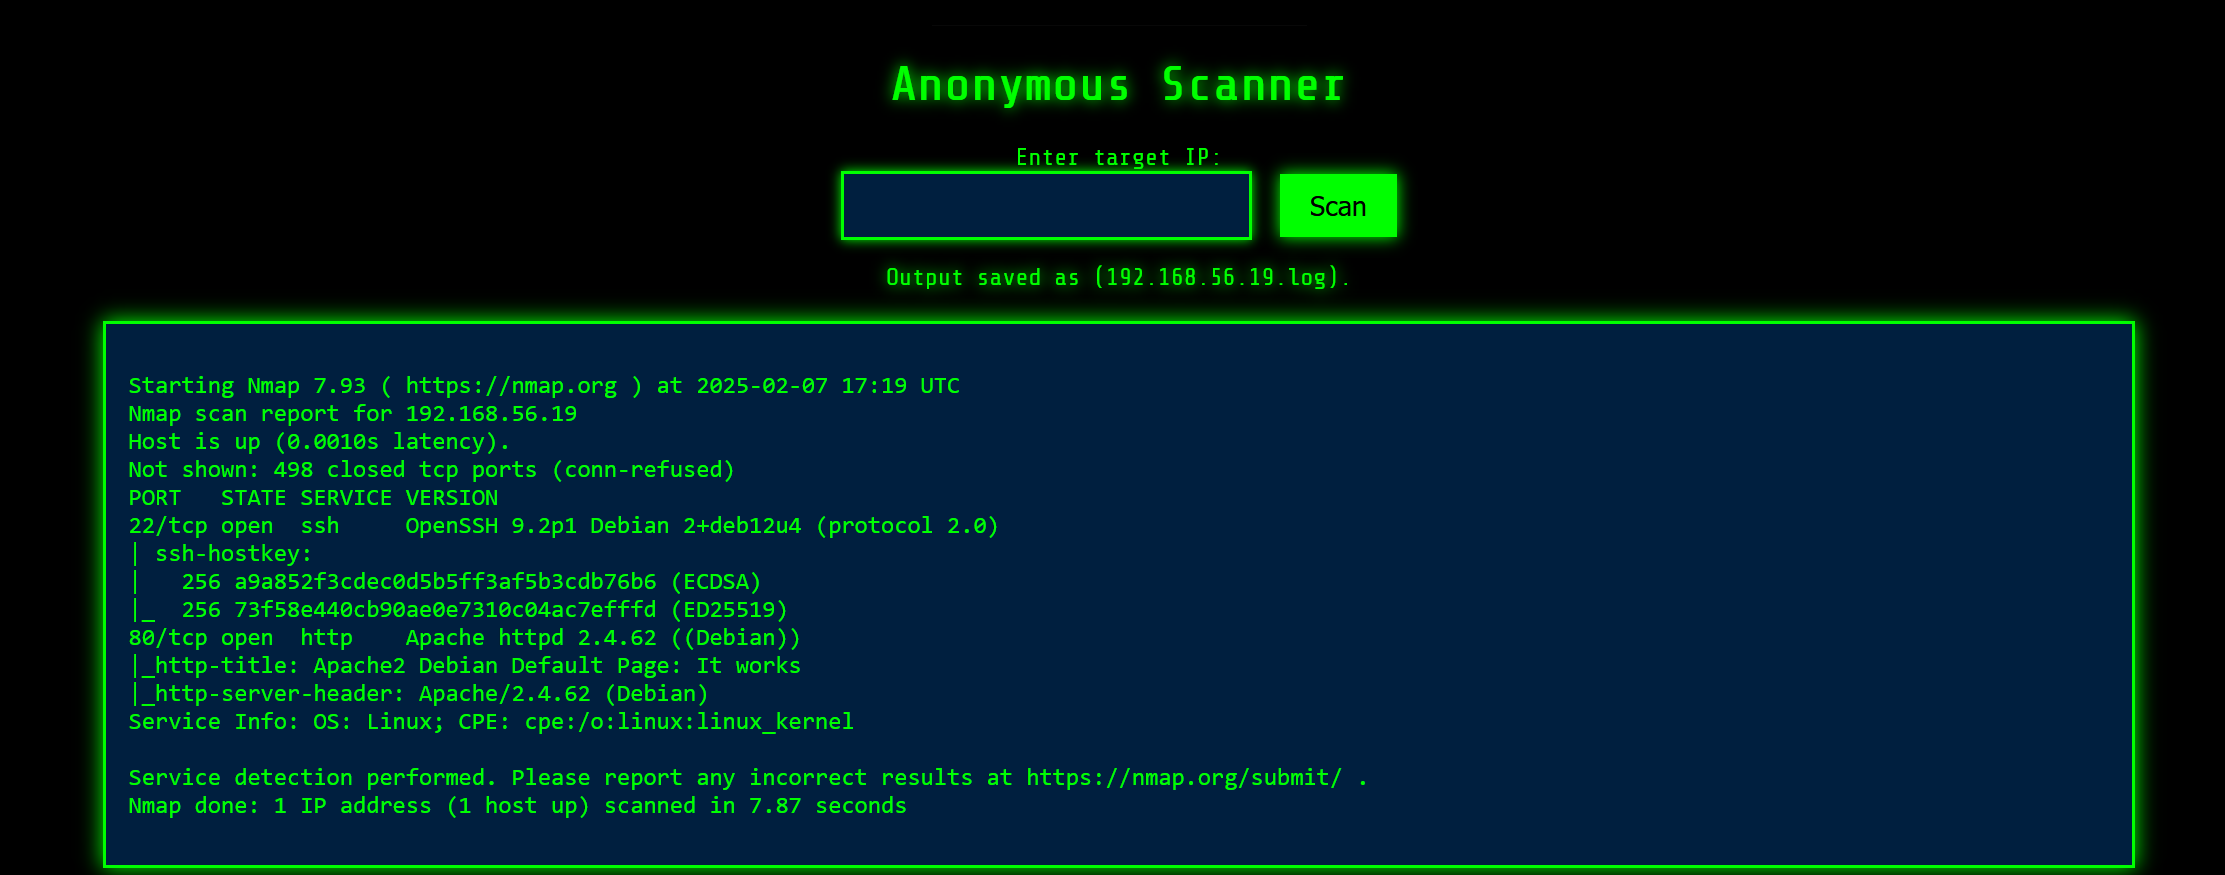 Anonymous Scanner
Enter target IP:
Scan
Output saved as (192.168.56.19.log).
Starting Nmap 7.93 ( https://nmap.org ) at 2025-02-07 17:19 UTC
Nmap scan report for 192.168.56.19
Host is up (0.0010s latency).
Not shown: 498 closed tcp ports (conn-refused)
PORT   STATE SERVICE VERSION
22/tcp open  ssh     OpenSSH 9.2p1 Debian 2+deb12u4 (protocol 2.0)
| ssh-hostkey:
|   256 a9a852f3cdec0d5b5ff3af5b3cdb76b6 (ECDSA)
|_  256 73f58e440cb90ae0e7310c04ac7efffd (ED25519)
80/tcp open  http    Apache httpd 2.4.62 ((Debian))
|_http-title: Apache2 Debian Default Page: It works
|_http-server-header: Apache/2.4.62 (Debian)
Service Info: OS: Linux; CPE: cpe:/o:linux:linux_kernel
Service detection performed. Please report any incorrect results at https://nmap.org/submit/ .
Nmap done: 1 IP address (1 host up) scanned in 7.87 seconds